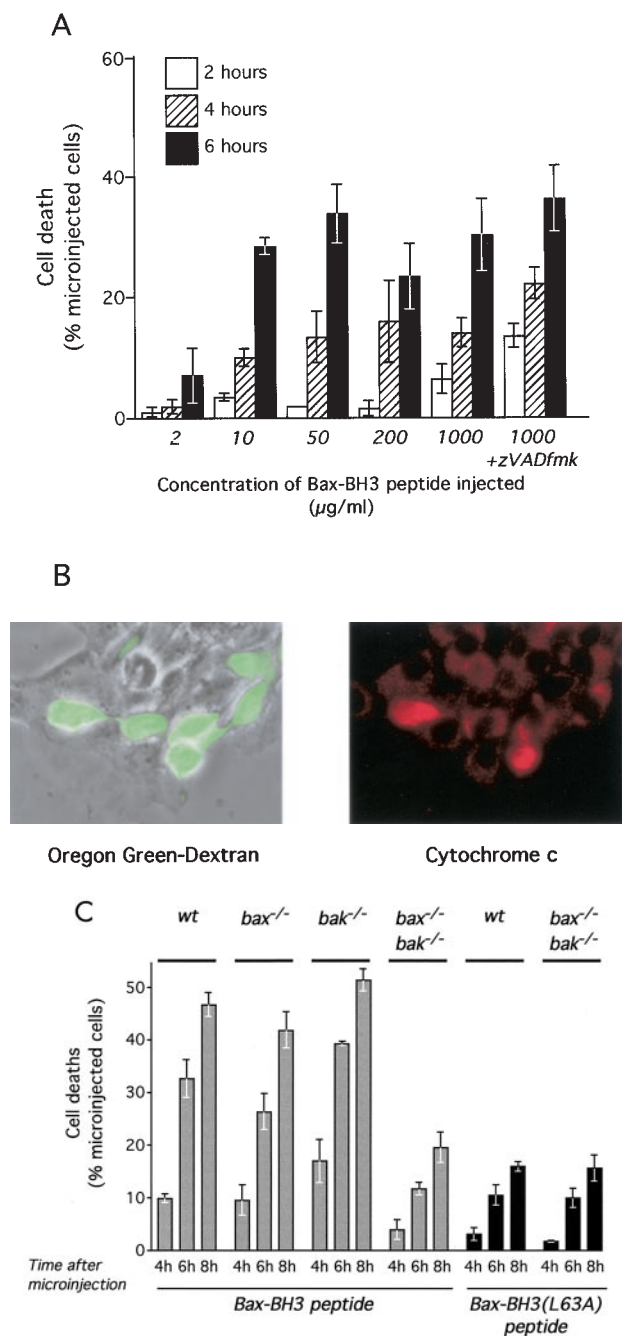 A
60
40
20
0
Cell death
(% microinjected cells)
2 hours
4 hours
6 hours
2 10 50 200 1000 1000
+zVADfmk
Concentration of Bax-BH3 peptide injected
(µg/ml)
B
Oregon Green-Dextran Cytochrome c
C
wt bax-/- bak-/- bax-/- wt bax-/-
bak-/- bak-/-
50
40
30
20
10
0
Cell deaths
(% microinjected cells)
Time after
microinjection
4h 6h 8h 4h 6h 8h 4h 6h 8h 4h 6h 8h 4h 6h 8h 4h 6h 8h
Bax-BH3 peptide Bax-BH3(L63A)
peptide